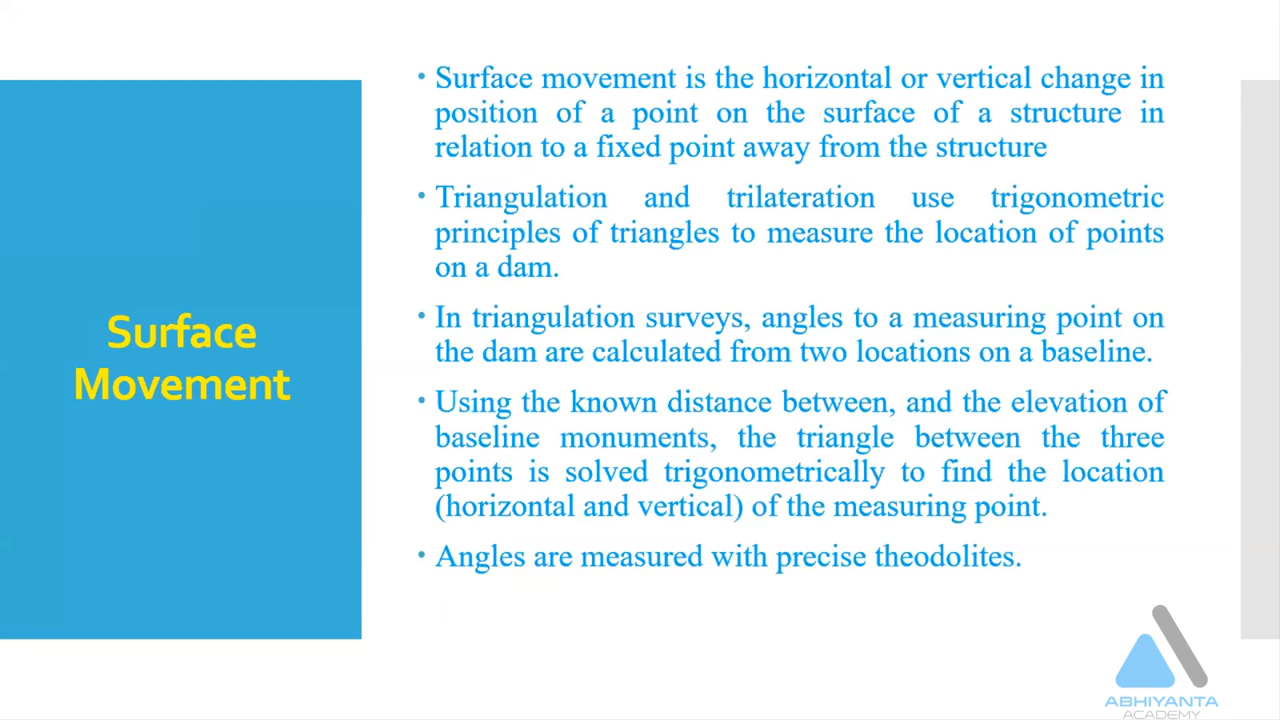 Surface
Movement
• Surface movement is the horizontal or vertical change in
position of a point on the surface of a structure in
relation to a fixed point away from the structure
• Triangulation and trilateration use trigonometric
principles of triangles to measure the location of points
on a dam.
• In triangulation surveys, angles to a measuring point on
the dam are calculated from two locations on a baseline.
• Using the known distance between, and the elevation of
baseline monuments, the triangle between the three
points is solved trigonometrically to find the location
(horizontal and vertical) of the measuring point.
• Angles are measured with precise theodolites.
ABHIYANTA
ACADEMY